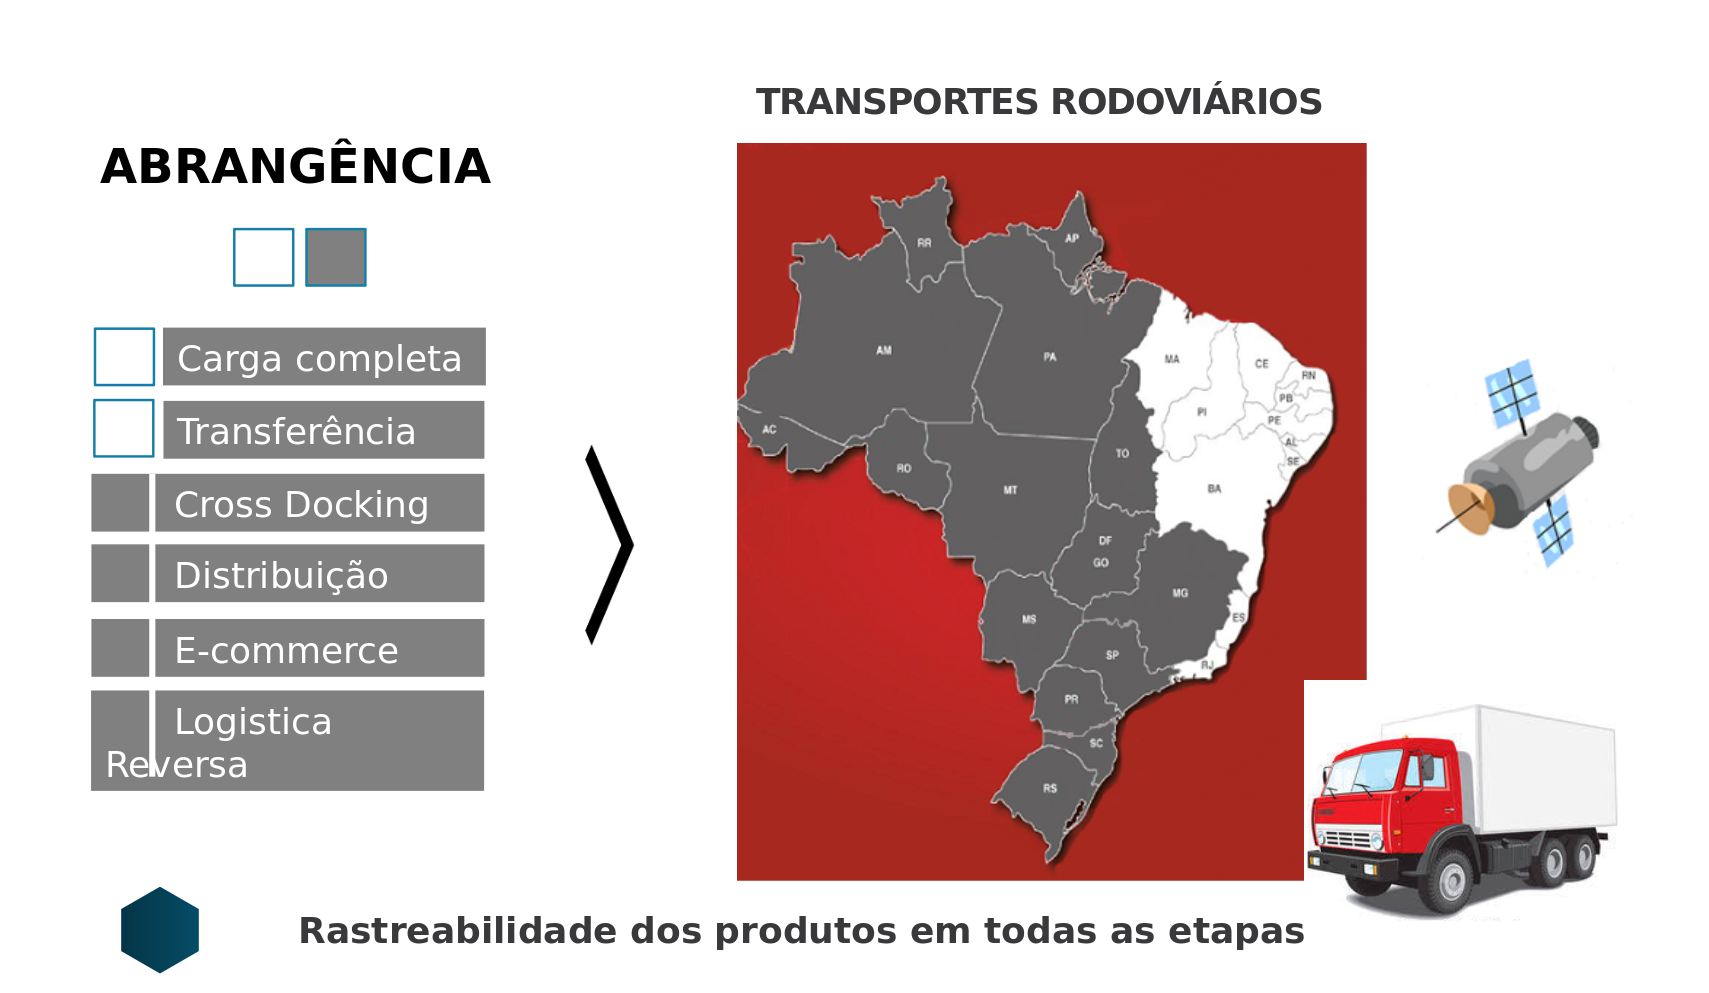 TRANSPORTES RODOVIÁRIOS
ABRANGÊNCIA
Carga completa
Transferência
Cross Docking
Distribuição
E-commerce
Logistica
Reversa
RR
AP
AM
PA
MA
CE
RN
PB
PI
PE
AL
SE
AC
RO
TO
MT
BA
DF
GO
MG
MS
ES
SP
RJ
PR
SC
RS
Rastreabilidade dos produtos em todas as etapas